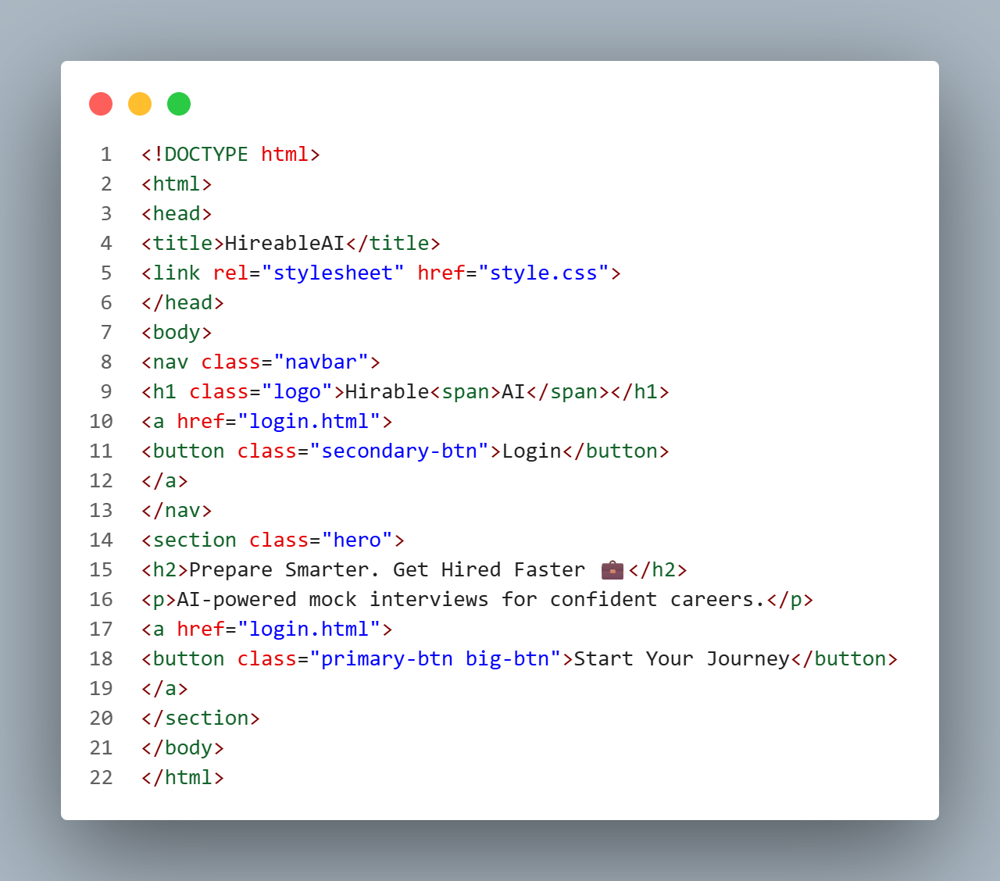 1 <!DOCTYPE html>
2 <html>
3 <head>
4 <title>HireableAI</title>
5 <link rel="stylesheet" href="style.css">
6 </head>
7 <body>
8 <nav class="navbar">
9 <h1 class="logo">Hirable<span>AI</span></h1>
10 <a href="login.html">
11 <button class="secondary-btn">Login</button>
12 </a>
13 </nav>
14 <section class="hero">
15 <h2>Prepare Smarter. Get Hired Faster 💼</h2>
16 <p>AI-powered mock interviews for confident careers.</p>
17 <a href="login.html">
18 <button class="primary-btn big-btn">Start Your Journey</button>
19 </a>
20 </section>
21 </body>
22 </html>